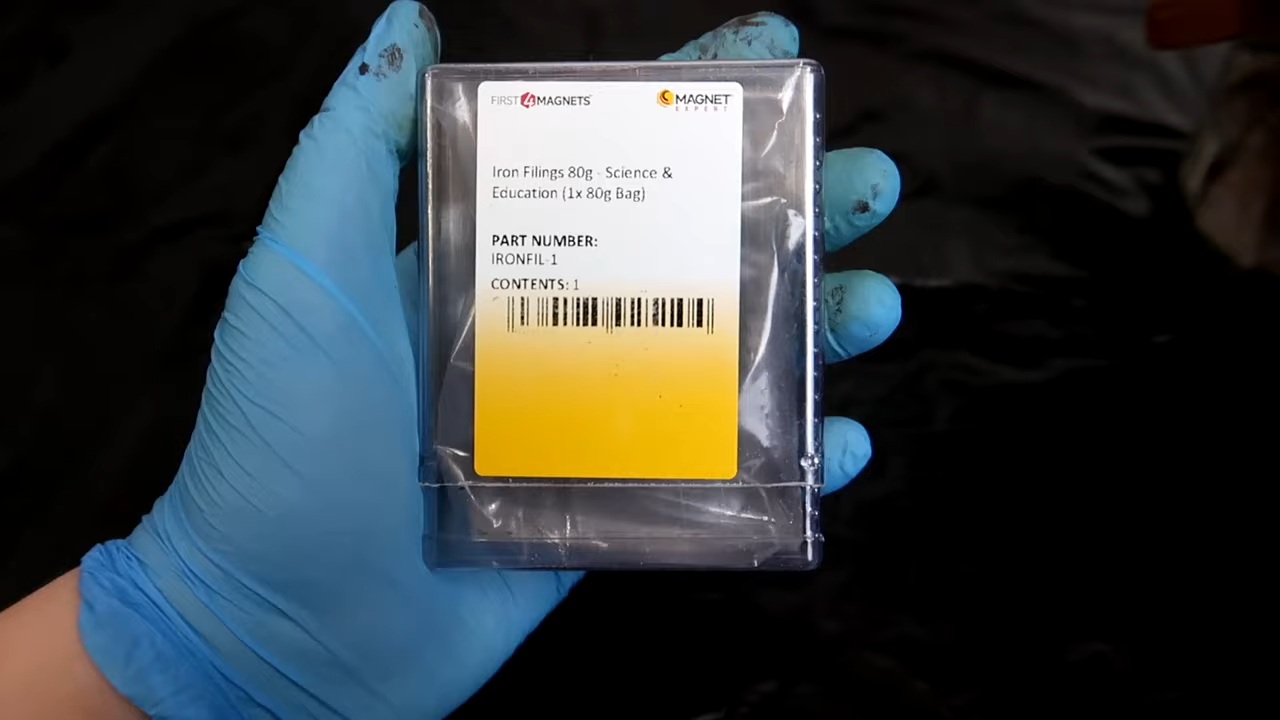 FIRST4MAGNETS
MAGNET
EXPERT
Iron Filings 80g - Science &
Education (1x 80g Bag)
PART NUMBER:
IRONFIL-1
CONTENTS: 1